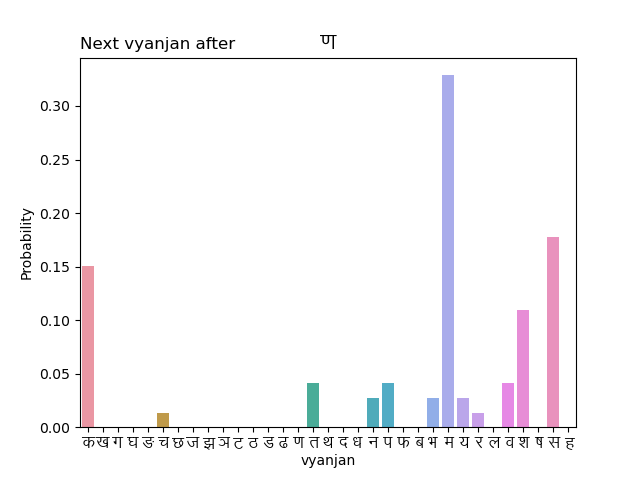 Next vyanjan after ण
0.30
0.25
0.20
0.15
0.10
0.05
0.00
Probability
क ख ग घ ङ च छ ज झ ञ ट ठ ड ढ ण त थ द ध न प फ ब भ म य र ल व श ष स ह
vyanjan